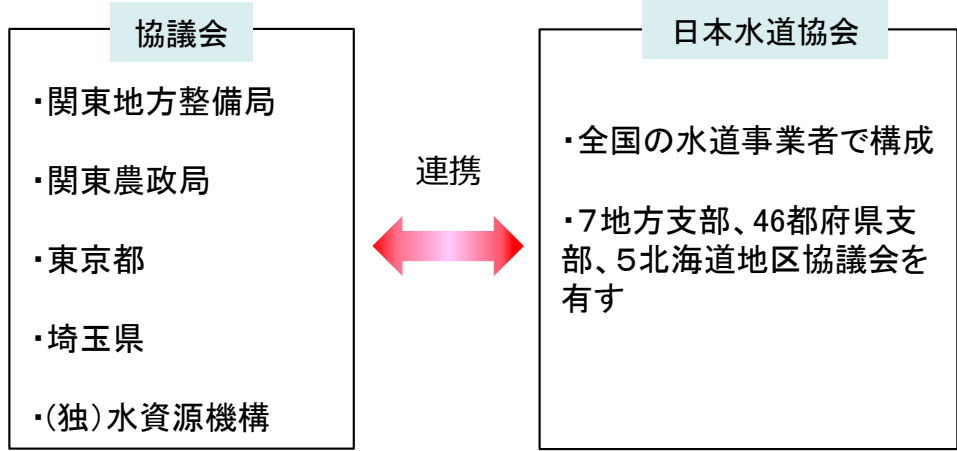 協議会
・関東地方整備局
・関東農政局
・東京都
・埼玉県
・(独)水資源機構
連携
日本水道協会
・全国の水道事業者で構成
・7地方支部、46都府県支
部、5北海道地区協議会を
有す